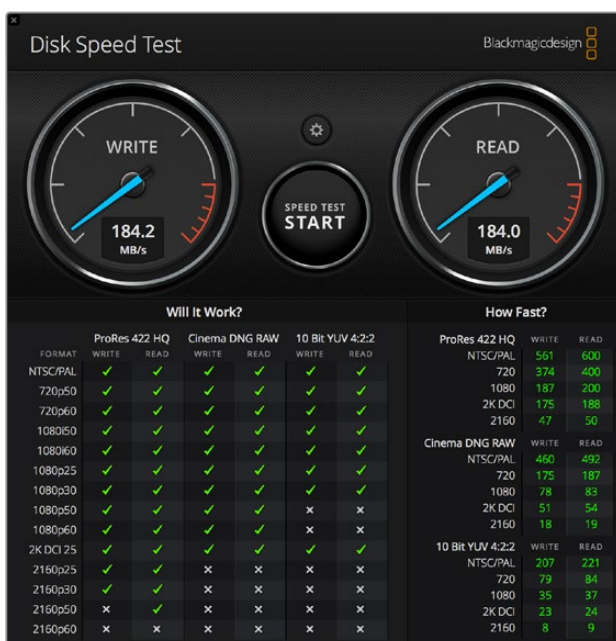 Disk Speed Test
Blackmagicdesign
WRITE
184.2
MB/s
SPEED TEST
START
READ
184.0
MB/s
Will It Work?
ProRes 422 HQ Cinema DNG RAW 10 Bit YUV 4:2:2
FORMAT WRITE READ WRITE READ WRITE READ
NTSC/PAL ✓ ✓ ✓ ✓ ✓ ✓
720p50 ✓ ✓ ✓ ✓ ✓ ✓
720p60 ✓ ✓ ✓ ✓ ✓ ✓
1080i50 ✓ ✓ ✓ ✓ ✓ ✓
1080i60 ✓ ✓ ✓ ✓ ✓ ✓
1080p25 ✓ ✓ ✓ ✓ ✓ ✓
1080p30 ✓ ✓ ✓ ✓ ✓ ✓
1080p50 ✓ ✓ ✓ ✓ × ×
1080p60 ✓ ✓ ✓ ✓ × ×
2K DCI 25 ✓ ✓ ✓ ✓ ✓ ✓
2160p25 ✓ ✓ × × × ×
2160p30 ✓ ✓ × × × ×
2160p50 × ✓ × × × ×
2160p60 × × × × × ×
How Fast?
ProRes 422 HQ WRITE READ
NTSC/PAL 561 600
720 374 400
1080 187 200
2K DCI 175 188
2160 47 50
Cinema DNG RAW WRITE READ
NTSC/PAL 460 492
720 175 187
1080 78 83
2K DCI 51 54
2160 18 19
10 Bit YUV 4:2:2 WRITE READ
NTSC/PAL 207 221
720 79 84
1080 35 37
2K DCI 23 24
2160 8 9